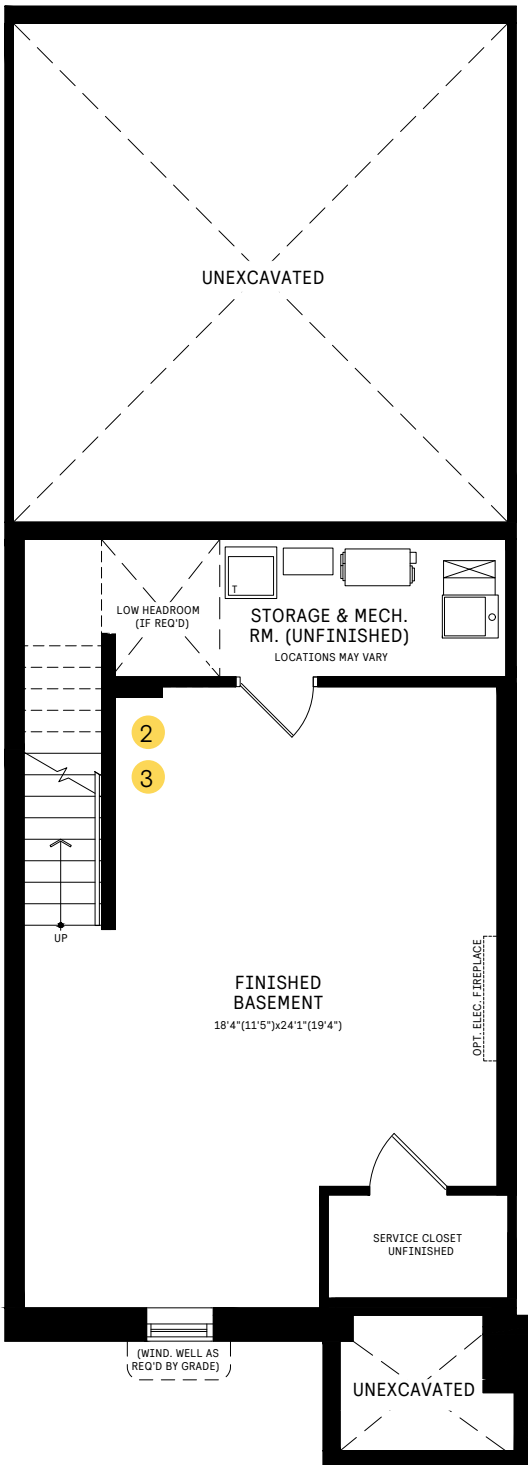 UNEXCAVATED
LOW HEADROOM
(IF REQ'D)
T
STORAGE & MECH.
RM. (UNFINISHED)
LOCATIONS MAY VARY
2
3
UP
FINISHED
BASEMENT
18'4"(11'5")x24'1"(19'4")
OPT. ELEC. FIREPLACE
SERVICE CLOSET
UNFINISHED
(WIND. WELL AS
REQ'D BY GRADE)
UNEXCAVATED